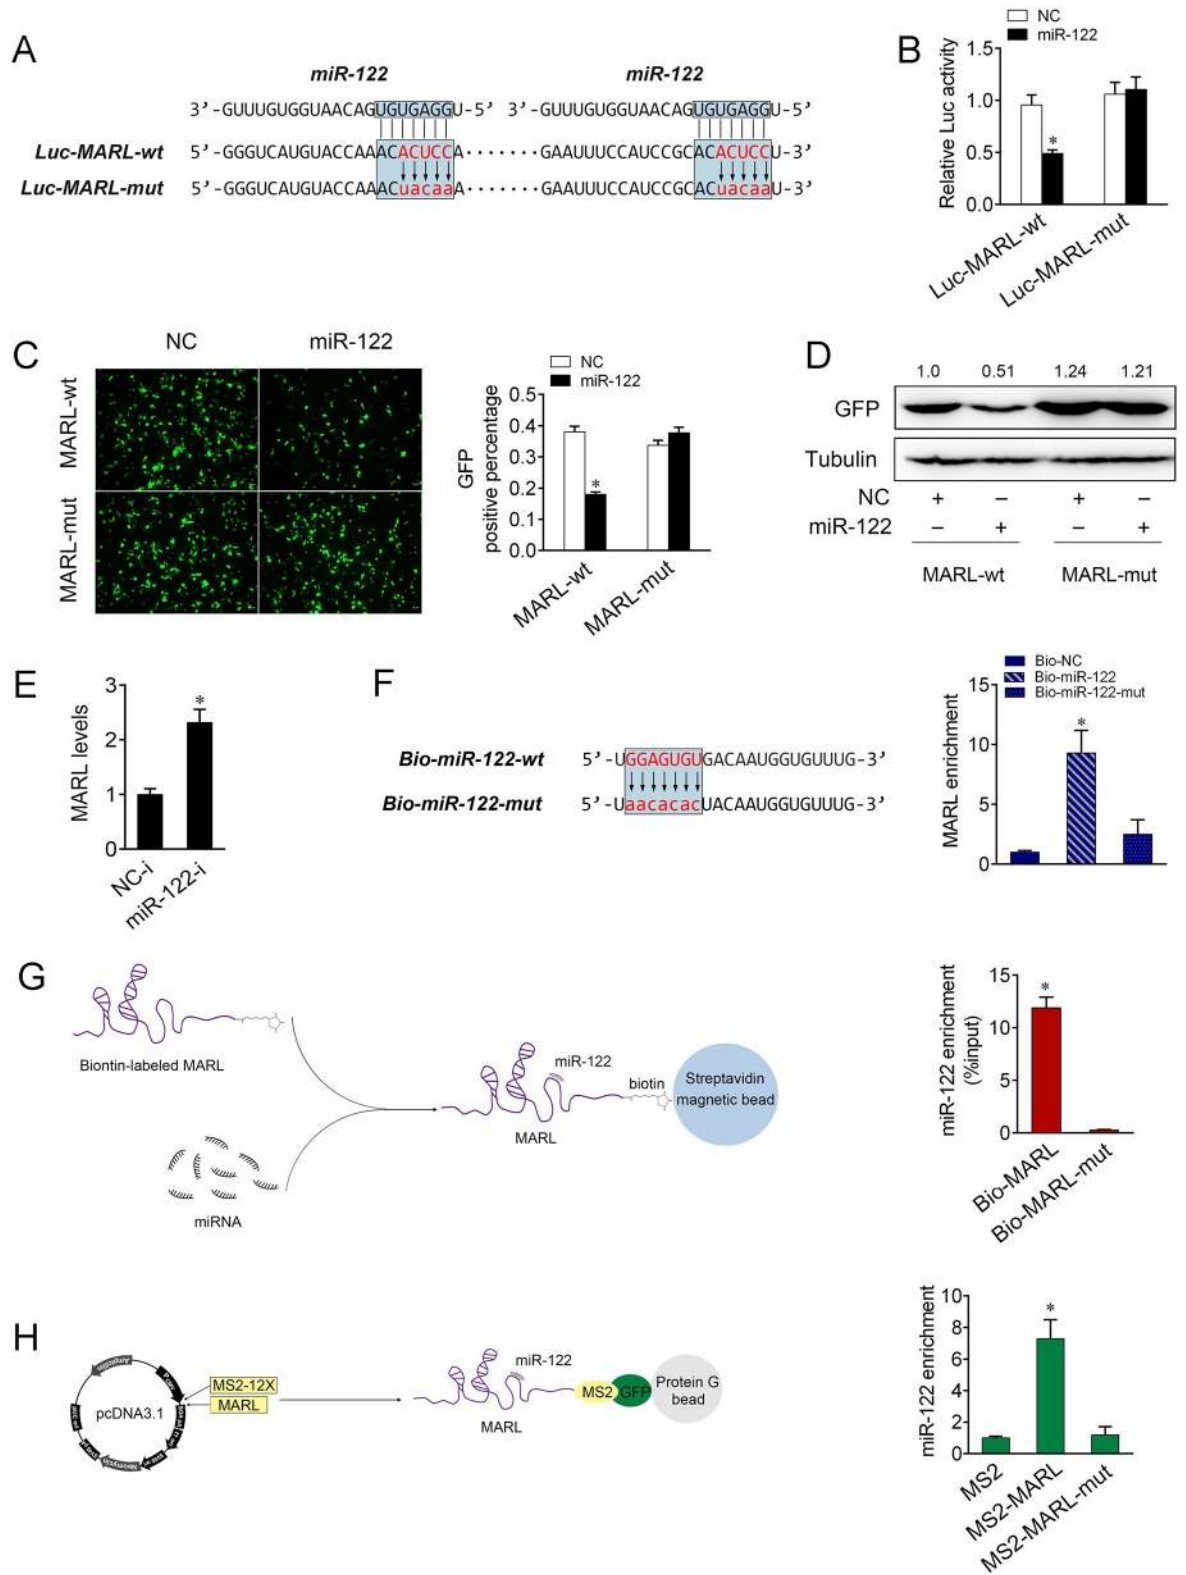 A
miR-122 miR-122
3’-GUUUGUGGUAACAGUGUGAGGU-5’ 3’-GUUUGUGGUAACAGUGUGAGGU-5’
Luc-MARL-wt 5’-GGGUCAUGUACCAAACACUCCA·······GAAUUUCCAUCCGCACACUCCU-3’
Luc-MARL-mut 5’-GGGUCAUGUACCAAACuacaaA·······GAAUUUCCAUCCGCACuacaaU-3’
B
NC
miR-122
Relative Luc activity
1.5
1.0
0.5
0.0
*
Luc-MARL-wt
Luc-MARL-mut
C
NC miR-122
MARL-wt
MARL-mut
NC
miR-122
GFP
positive percentage
0.5
0.4
0.3
0.2
0.1
0.0
*
MARL-wt
MARL-mut
D
1.0 0.51 1.24 1.21
GFP
Tubulin
NC + – + –
miR-122 – + – +
MARL-wt MARL-mut
E
MARL levels
3
2
1
0
*
NC-i
miR-122-i
F
Bio-miR-122-wt 5’-UGGAGUGUGACAAUGGUGUUUG-3’
Bio-miR-122-mut 5’-UaacacacUACAAUGGUGUUUG-3’
Bio-NC
Bio-miR-122
Bio-miR-122-mut
MARL enrichment
15
10
5
0
*
G
Biontin-labeled MARL
miRNA
miR-122
biotin
MARL
Streptavidin
magnetic bead
miR-122 enrichment
(%input)
15
10
5
0
*
Bio-MARL
Bio-MARL-mut
H
Ampicillin
pcDNA3.1
Neomycin
MS2-12X
MARL
miR-122
MARL
MS2 GFP
Protein G
bead
miR-122 enrichment
10
8
6
4
2
0
*
MS2
MS2-MARL
MS2-MARL-mut